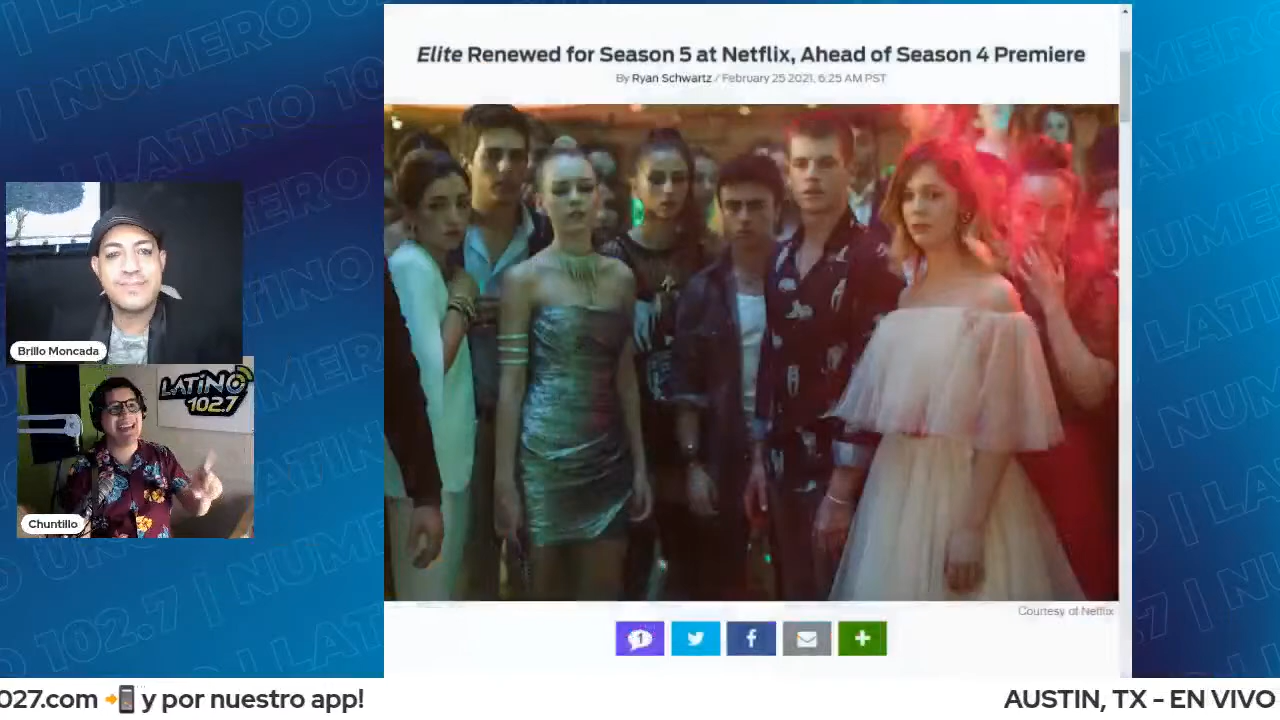 Elite Renewed for Season 5 at Netflix, Ahead of Season 4 Premiere
By Ryan Schwartz / February 25 2021, 6:25 AM PST
Brillo Moncada
LATINO
102.7
Chuntillo
Courtesy of Netflix
1
027.com y por nuestro app!
AUSTIN, TX - EN VIVO